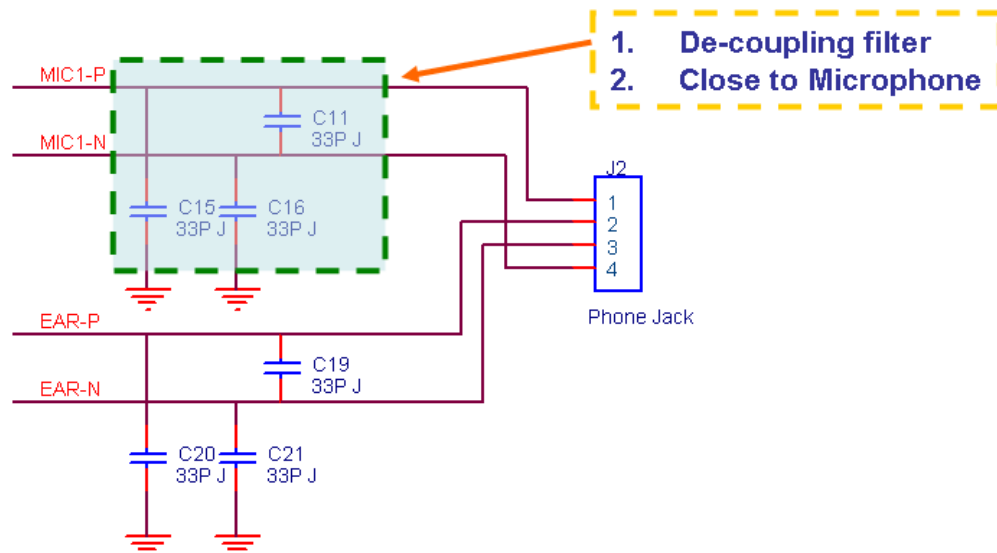 1. De-coupling filter
2. Close to Microphone
MIC1-P
C11
33P J
MIC1-N
J2
1
2
3
4
C15
33P J
C16
33P J
Phone Jack
EAR-P
C19
33P J
EAR-N
C20
33P J
C21
33P J